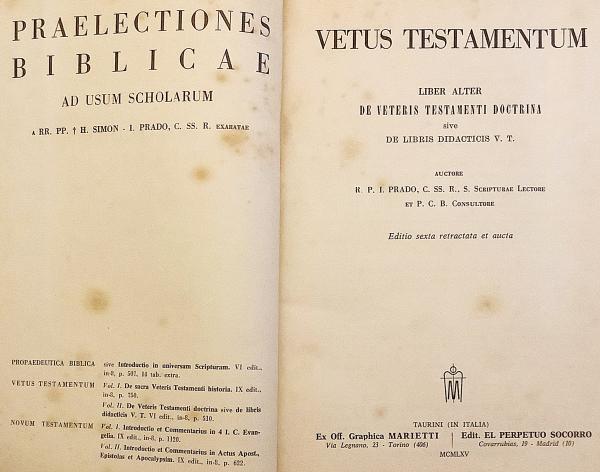 PRAELECTIONES
BIBLICAE
AD USUM SCHOLARUM
A RR. PP. † H. SIMON - I. PRADO, C. SS. R. EXARATAE
PROPAEDEUTICA BIBLICA sive Introductio in universam Scripturam. VI edit.,
in-8, p. 507, 14 tab. extra.
VETUS TESTAMENTUM Vol. I. De sacra Veteris Testamenti historia. IX edit.,
in-8, p. 750.
Vol. II. De Veteris Testamenti doctrina sive de libris
didacticis V. T. VI edit., in-8, p. 510.
NOVUM TESTAMENTUM Vol. I. Introductio et Commentarius in 4 I. C. Evan-
gelia. IX edit., in-8, p. 1120.
Vol. II. Introductio et Commentarius in Actus Apost.,
Epistolas et Apocalypsim. IX edit., in-8, p. 622.
VETUS TESTAMENTUM
LIBER ALTER
DE VETERIS TESTAMENTI DOCTRINA
sive
DE LIBRIS DIDACTICIS V. T.
AUCTORE
R. P. I. PRADO, C. SS. R., S. SCRIPTURAE LECTORE
ET P. C. B. CONSULTORE
Editio sexta retractata et aucta
M
TAURINI (IN ITALIA)
Ex Off. Graphica MARIETTI Edit. EL PERPETUO SOCORRO
Via Legnano, 23 - Torino (406) Covarrubias, 19 - Madrid (10)
MCMLXV